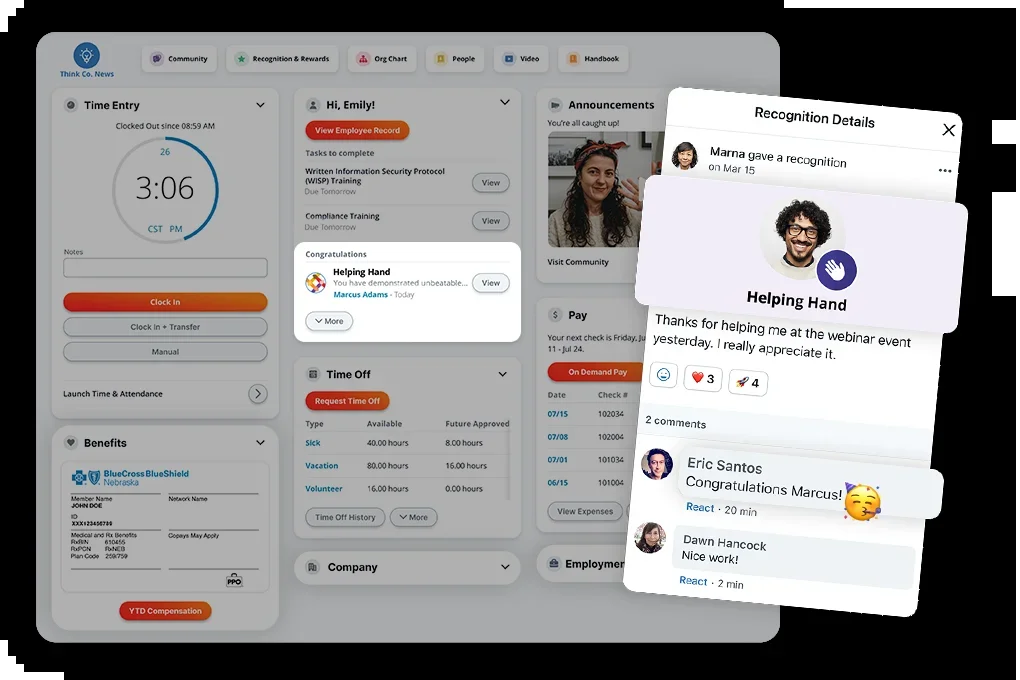 Think Co. News
Community
Recognition & Rewards
Org Chart
People
Video
Handbook
Time Entry
Clocked Out since 08:59 AM
26
3:06
CST PM
Notes
Clock In
Clock In + Transfer
Manual
Launch Time & Attendance
Benefits
BlueCross BlueShield
Nebraska
Member Name
JOHN DOE
Network Name
ID
XXX123456789
Medical and Rx Benefits
RxBIN 610455
RxPCN RxNEB
Plan Code 259/759
Copays May Apply
PPO
YTD Compensation
Hi, Emily!
View Employee Record
Tasks to complete
Written Information Security Protocol
(WISP) Training
Due Tomorrow
View
Compliance Training
Due Tomorrow
View
Congratulations
Helping Hand
You have demonstrated unbeatable...
Marcus Adams - Today
View
More
Time Off
Request Time Off
Type Available Future Approved
Sick 40.00 hours 8.00 hours
Vacation 80.00 hours 16.00 hours
Volunteer 16.00 hours 0.00 hours
Time Off History
More
Company
Announcements
You're all caught up!
Visit Community
$ Pay
Your next check is Friday,
11 - Jul 24.
On Demand Pay
Date Check #
07/15 102034
07/08 102004
07/01 101034
06/15 101004
View Expenses
Recognition Details
Marna gave a recognition
on Mar 15
Helping Hand
Thanks for helping me at the webinar event
yesterday. I really appreciate it.
3
4
2 comments
Eric Santos
Congratulations Marcus!
React · 20 min
Dawn Hancock
Nice work!
React · 2 min